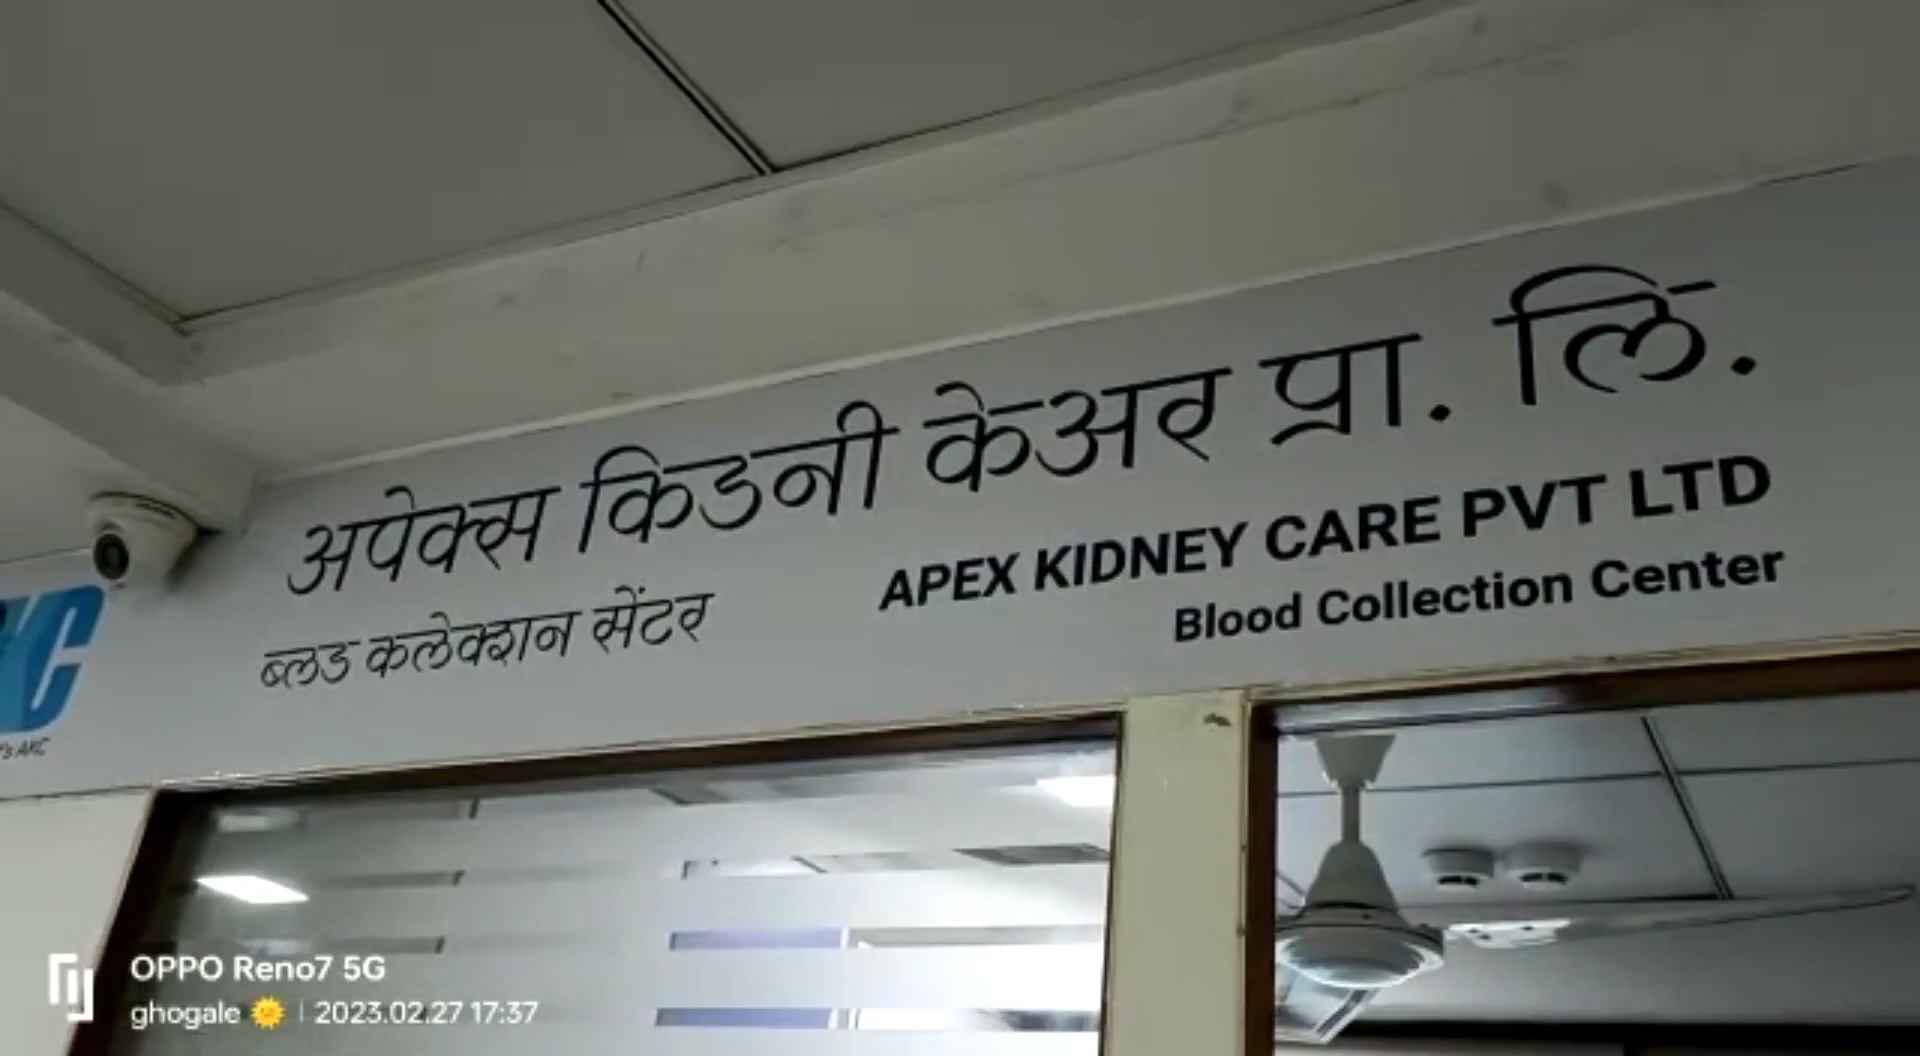 अपेक्स किडनी केअर प्रा. लि.
APEX KIDNEY CARE PVT LTD
ब्लड कलेक्शन सेंटर
Blood Collection Center
OPPO Reno7 5G
ghogale 🌞 | 2023.02.27 17:37